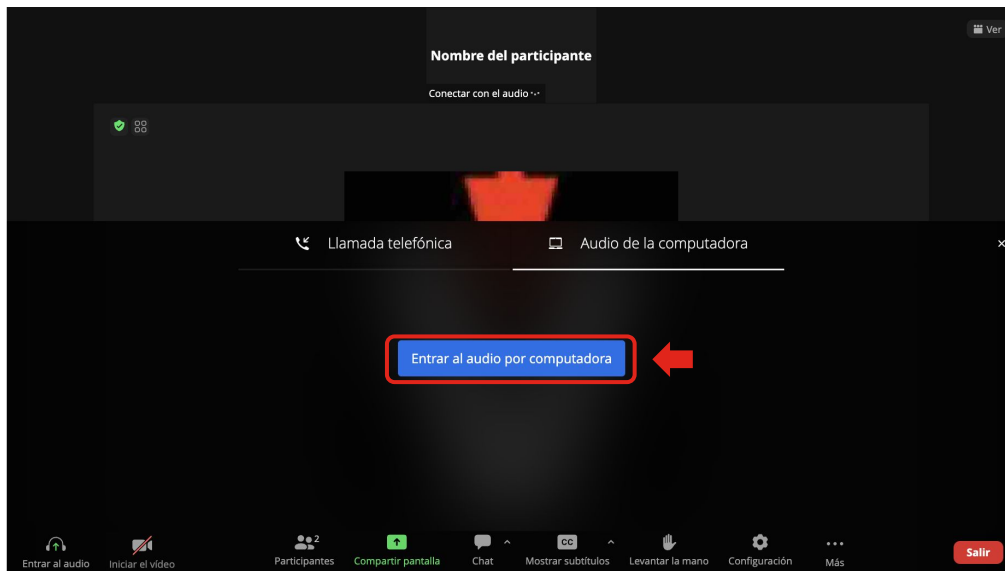 Ver
Nombre del participante
Conectar con el audio
Llamada telefónica
Audio de la computadora
Entrar al audio por computadora
2
CC
Entrar al audio
Iniciar el vídeo
Participantes
Compartir pantalla
Chat
Mostrar subtítulos
Levantar la mano
Configuración
Más
Salir